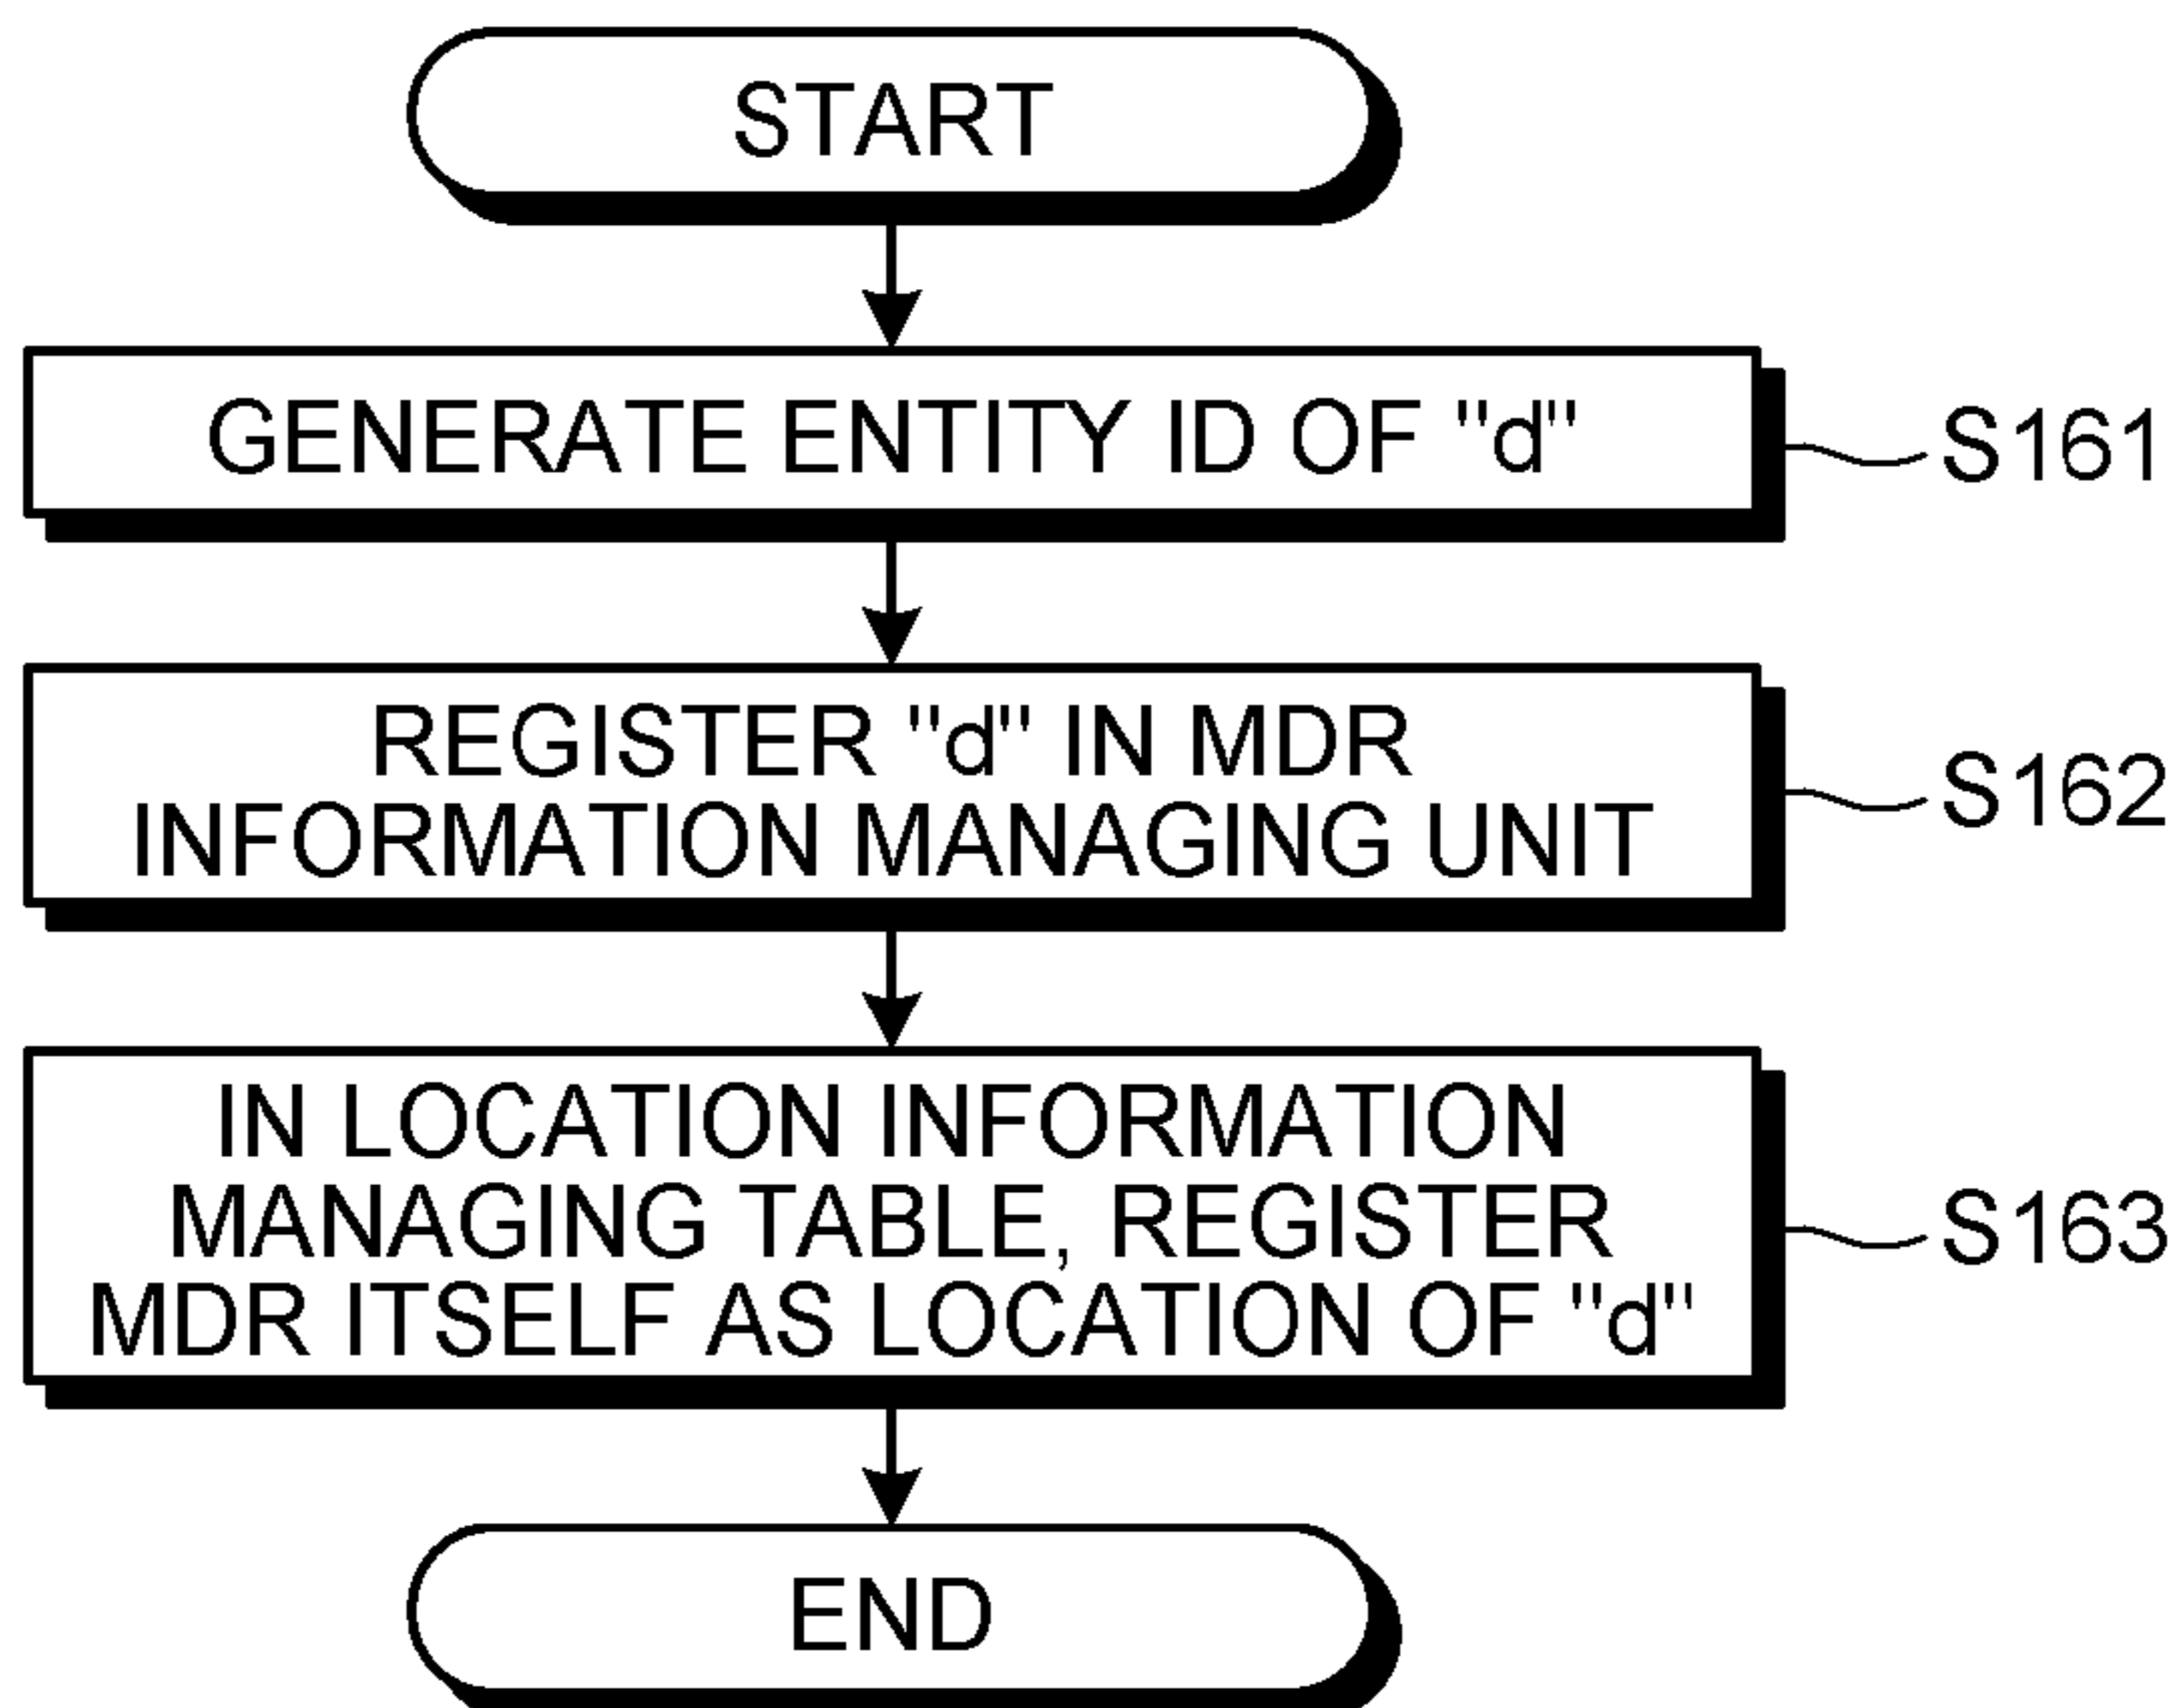 START
GENERATE ENTITY ID OF "d"
S161
REGISTER "d" IN MDR
INFORMATION MANAGING UNIT
S162
IN LOCATION INFORMATION
MANAGING TABLE, REGISTER
MDR ITSELF AS LOCATION OF "d"
S163
END